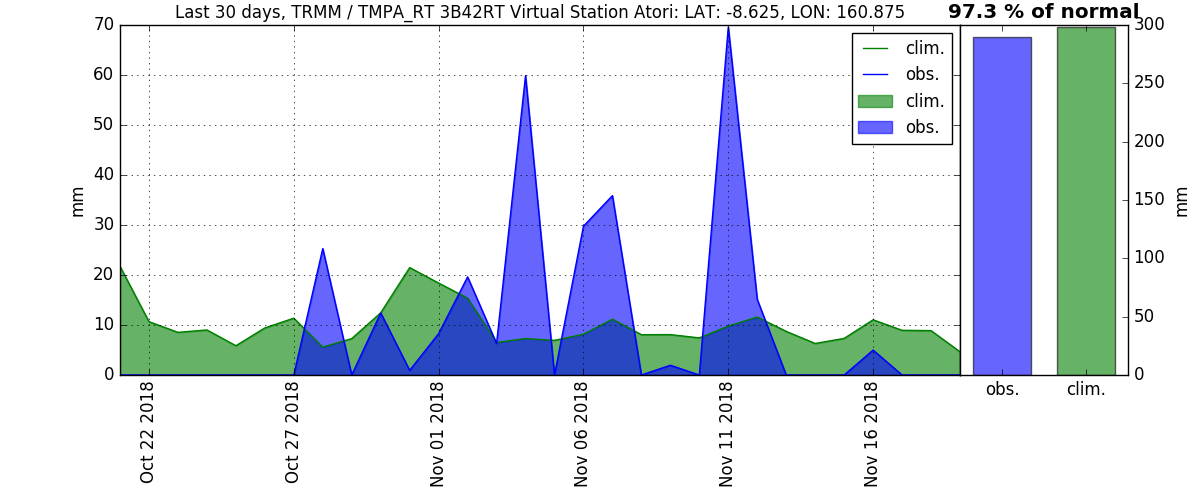 Last 30 days, TRMM / TMPA_RT 3B42RT Virtual Station Atori: LAT: -8.625, LON: 160.875
97.3 % of normal
70
60
50
40
30
20
10
0
mm
clim.
obs.
clim.
obs.
300
250
200
150
100
50
0
mm
obs.
clim.
Oct 22 2018
Oct 27 2018
Nov 01 2018
Nov 06 2018
Nov 11 2018
Nov 16 2018